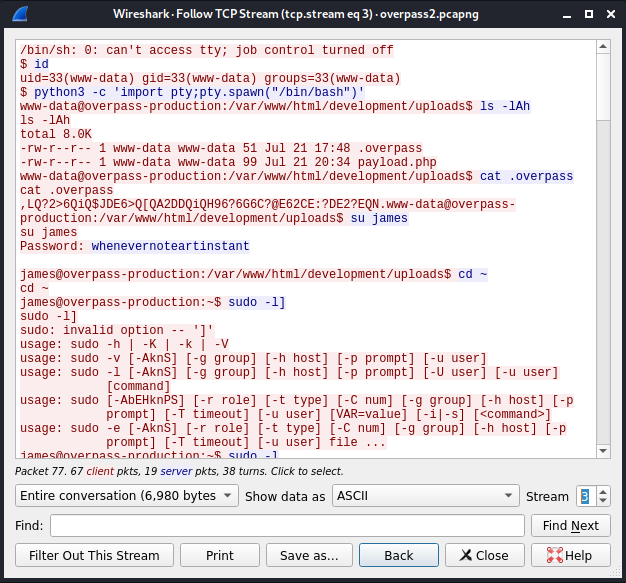 Wireshark · Follow TCP Stream (tcp.stream eq 3) · overpass2.pcapng
/bin/sh: 0: can't access tty; job control turned off
$ id
uid=33(www-data) gid=33(www-data) groups=33(www-data)
$ python3 -c 'import pty;pty.spawn("/bin/bash")'
www-data@overpass-production:/var/www/html/development/uploads$ ls -lAh
ls -lAh
total 8.0K
-rw-r--r-- 1 www-data www-data 51 Jul 21 17:48 .overpass
-rw-r--r-- 1 www-data www-data 99 Jul 21 20:34 payload.php
www-data@overpass-production:/var/www/html/development/uploads$ cat .overpass
cat .overpass
,LQ?2>6QiQ$JDE6>Q[QA2DDQiQH96?6G6C?@E62CE:?DE2?EQN.www-data@overpass-
production:/var/www/html/development/uploads$ su james
su james
Password: whenevernoteartinstant
james@overpass-production:/var/www/html/development/uploads$ cd ~
cd ~
james@overpass-production:~$ sudo -l]
sudo -l]
sudo: invalid option -- ']'
usage: sudo -h | -K | -k | -V
usage: sudo -v [-AknS] [-g group] [-h host] [-p prompt] [-u user]
usage: sudo -l [-AknS] [-g group] [-h host] [-p prompt] [-U user] [-u user]
[command]
usage: sudo [-AbEHknPS] [-r role] [-t type] [-C num] [-g group] [-h host] [-p
prompt] [-T timeout] [-u user] [VAR=value] [-i|-s] [<command>]
usage: sudo -e [-AknS] [-r role] [-t type] [-C num] [-g group] [-h host] [-p
prompt] [-T timeout] [-u user] file ...
james@overpass-production:~$ sudo -l
Packet 77. 67 client pkts, 19 server pkts, 38 turns. Click to select.
Entire conversation (6,980 bytes Show data as ASCII Stream 3
Find: Find Next
Filter Out This Stream Print Save as... Back Close Help